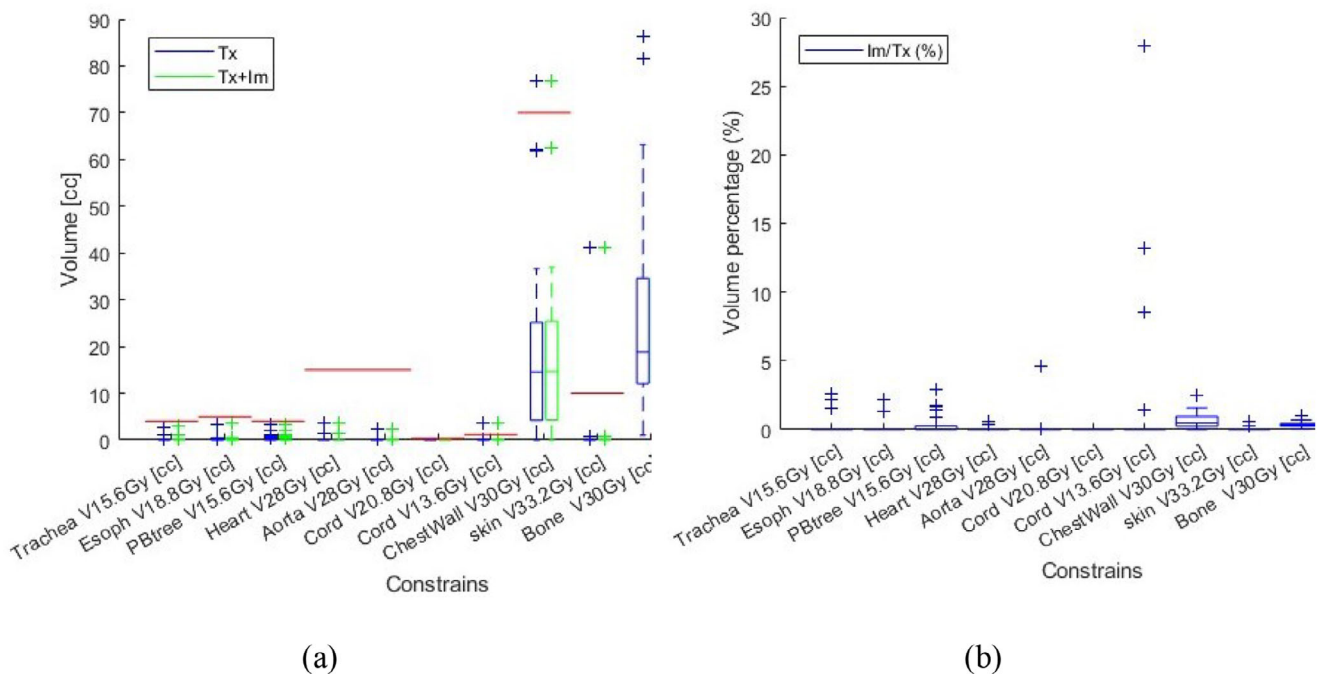 90
80
70
60
50
40
30
20
10
0
Volume [cc]
Tx
Tx+Im
Trachea V15.6Gy [cc]
Esoph V18.8Gy [cc]
PBtree V15.6Gy [cc]
Heart V28Gy [cc]
Aorta V28Gy [cc]
Cord V20.8Gy [cc]
Cord V13.6Gy [cc]
ChestWall V30Gy [cc]
skin V33.2Gy [cc]
Bone V30Gy [cc]
Constrains
(a)
30
25
20
15
10
5
0
Volume percentage (%)
Im/Tx (%)
Trachea V15.6Gy [cc]
Esoph V18.8Gy [cc]
PBtree V15.6Gy [cc]
Heart V28Gy [cc]
Aorta V28Gy [cc]
Cord V20.8Gy [cc]
Cord V13.6Gy [cc]
ChestWall V30Gy [cc]
skin V33.2Gy [cc]
Bone V30Gy [cc]
Constrains
(b)